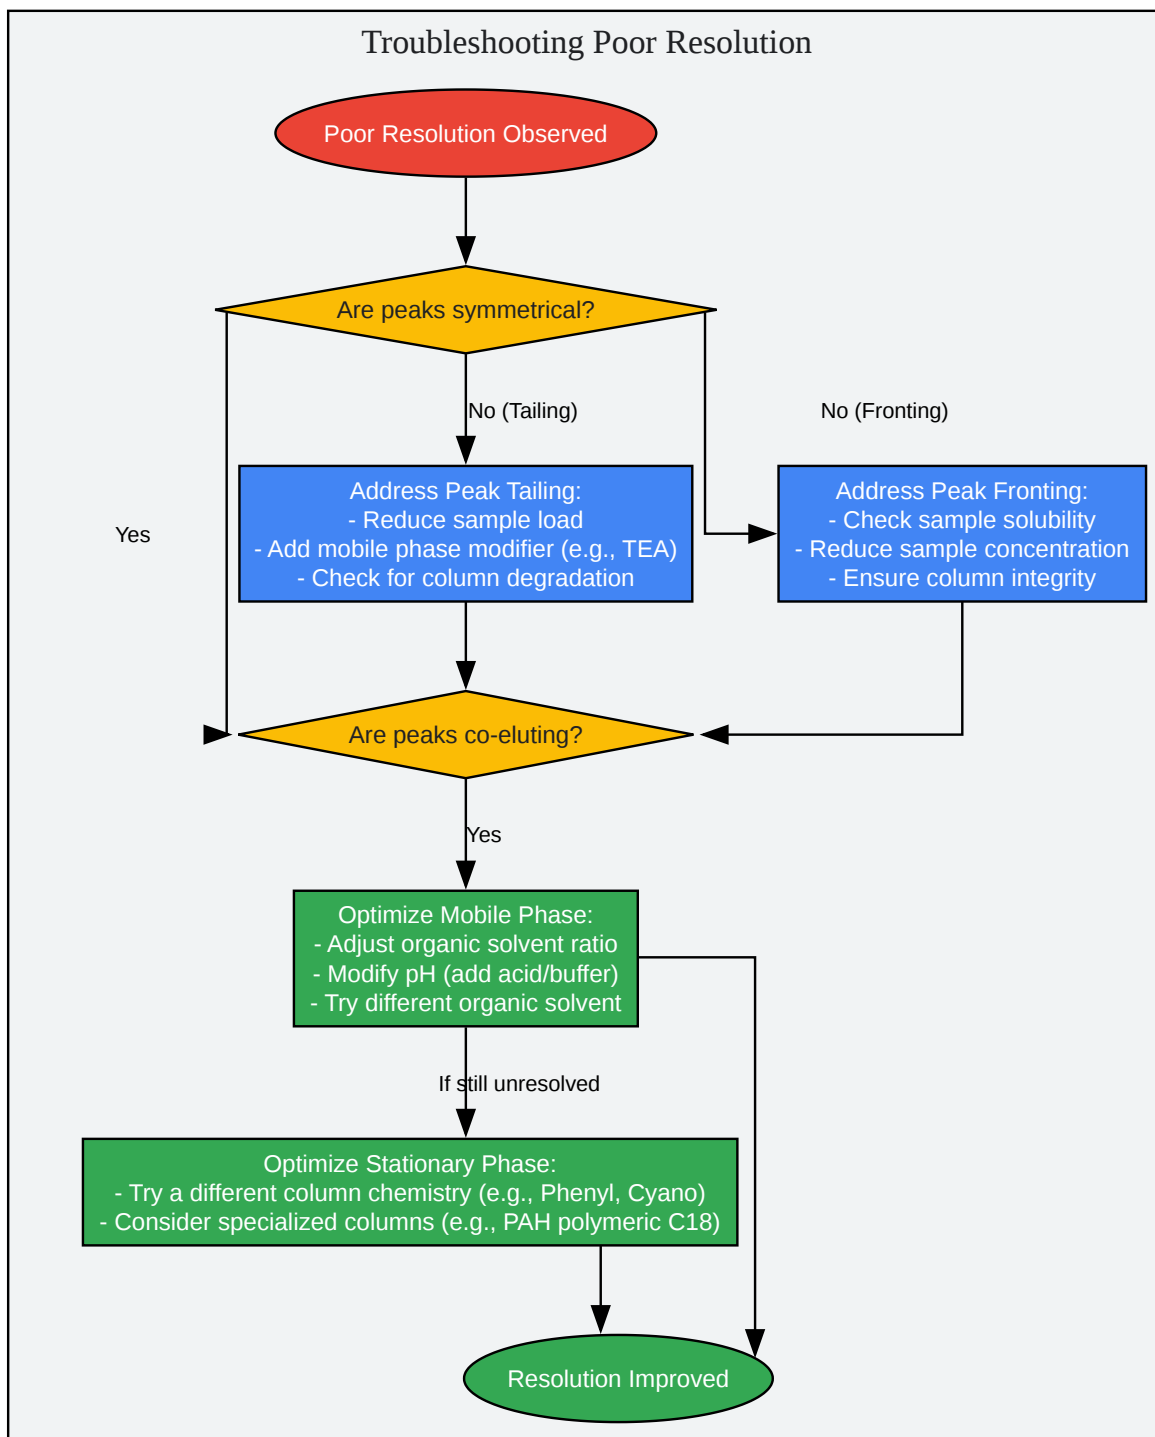 Troubleshooting Poor Resolution
Poor Resolution Observed
Are peaks symmetrical?
No (Tailing)
No (Fronting)
Address Peak Tailing:
- Reduce sample load
- Add mobile phase modifier (e.g., TEA)
- Check for column degradation
Address Peak Fronting:
- Check sample solubility
- Reduce sample concentration
- Ensure column integrity
Yes
Are peaks co-eluting?
Yes
Optimize Mobile Phase:
- Adjust organic solvent ratio
- Modify pH (add acid/buffer)
- Try different organic solvent
If still unresolved
Optimize Stationary Phase:
- Try a different column chemistry (e.g., Phenyl, Cyano)
- Consider specialized columns (e.g., PAH polymeric C18)
Resolution Improved